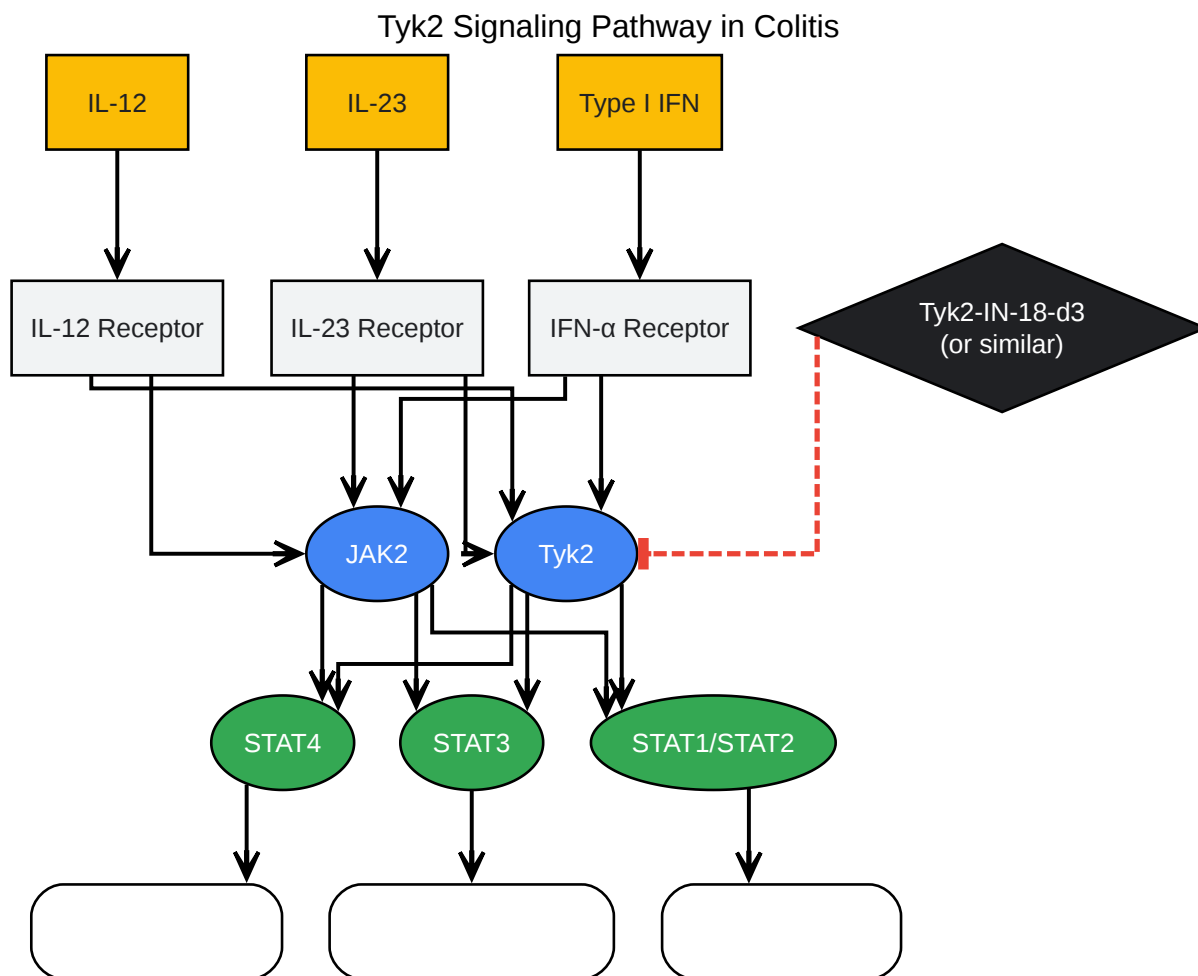 Tyk2 Signaling Pathway in Colitis
IL-12
IL-23
Type I IFN
IL-12 Receptor
IL-23 Receptor
IFN-α Receptor
Tyk2-IN-18-d3
(or similar)
JAK2
Tyk2
STAT4
STAT3
STAT1/STAT2